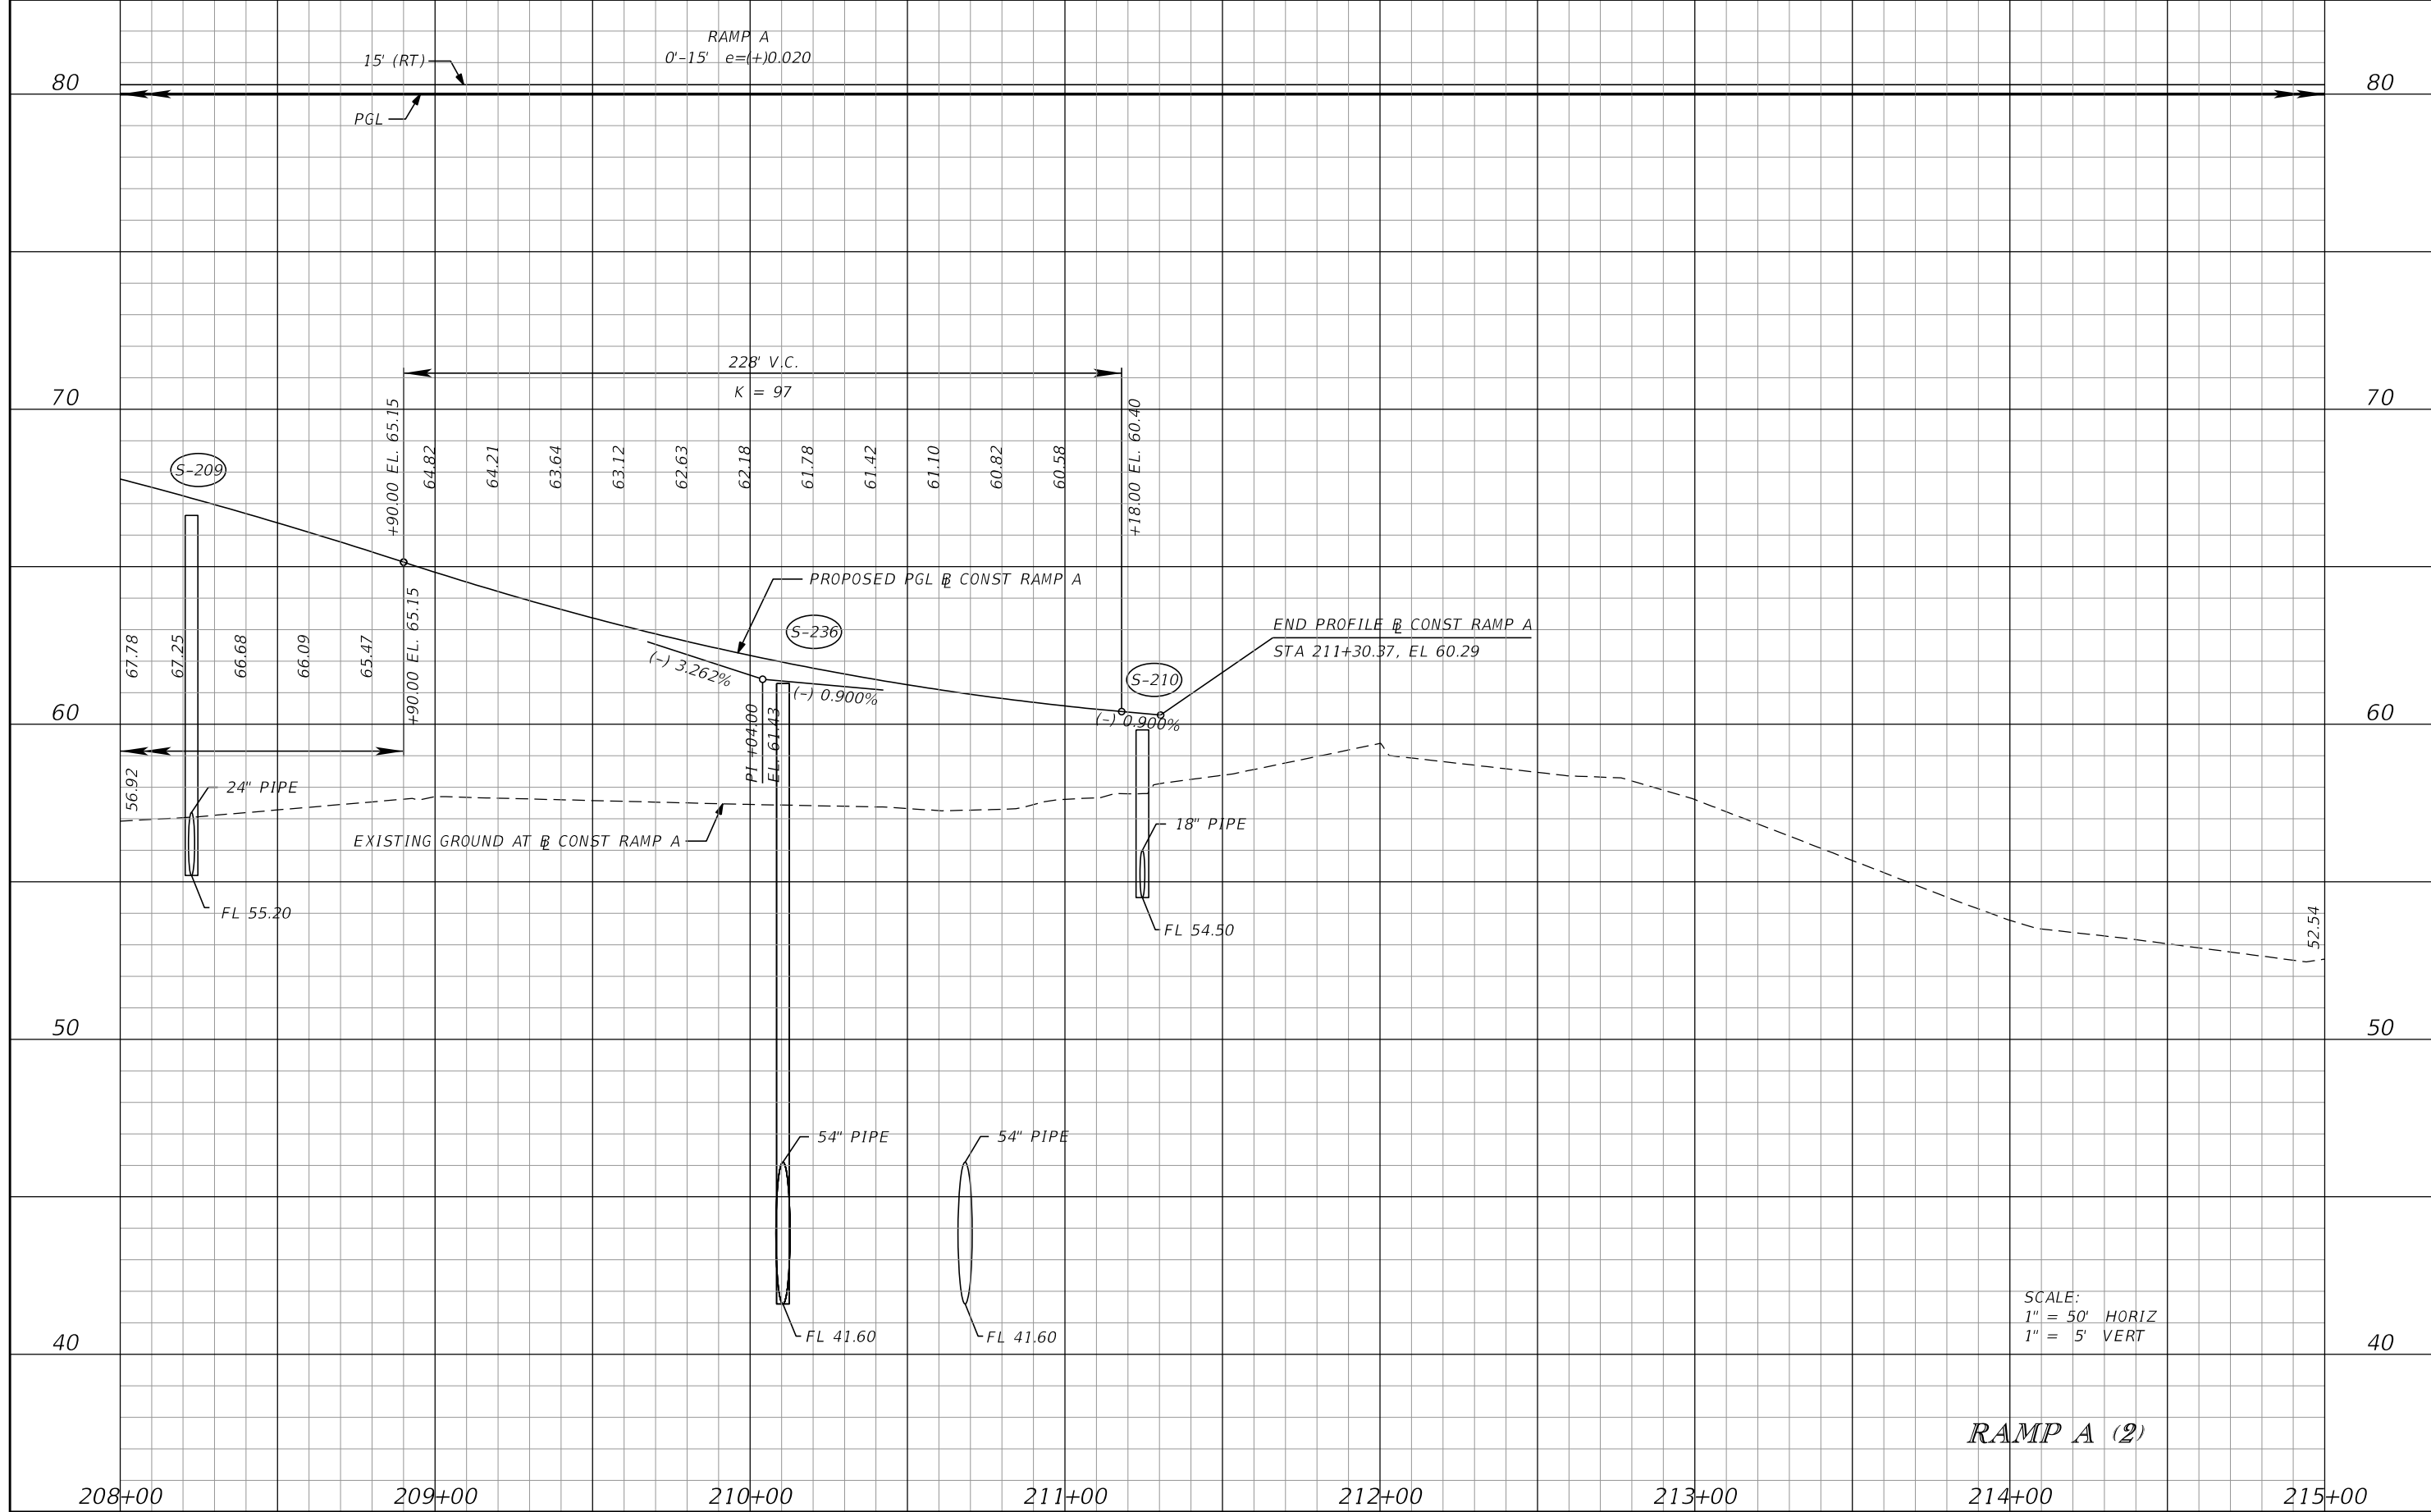 RAMP A
0'-15' e=(+)0.020
15' (RT)
PGL
80
80
228' V.C.
K = 97
70
70
+90.00 EL. 65.15
64.82
64.21
63.64
63.12
62.63
62.18
61.78
61.42
61.10
60.82
60.58
+18.00 EL. 60.40
S-209
PROPOSED PGL ℄ CONST RAMP A
S-236
END PROFILE ℄ CONST RAMP A
STA 211+30.37, EL 60.29
S-210
67.78
67.25
66.68
66.09
65.47
+90.00 EL. 65.15
(-) 3.262%
(-) 0.900%
(-) 0.900%
PI +04.00
EL. 61.43
60
60
56.92
24" PIPE
EXISTING GROUND AT ℄ CONST RAMP A
18" PIPE
FL 55.20
FL 54.50
52.54
50
50
54" PIPE
54" PIPE
FL 41.60
FL 41.60
SCALE:
1" = 50' HORIZ
1" = 5' VERT
40
40
RAMP A (2)
208+00
209+00
210+00
211+00
212+00
213+00
214+00
215+00